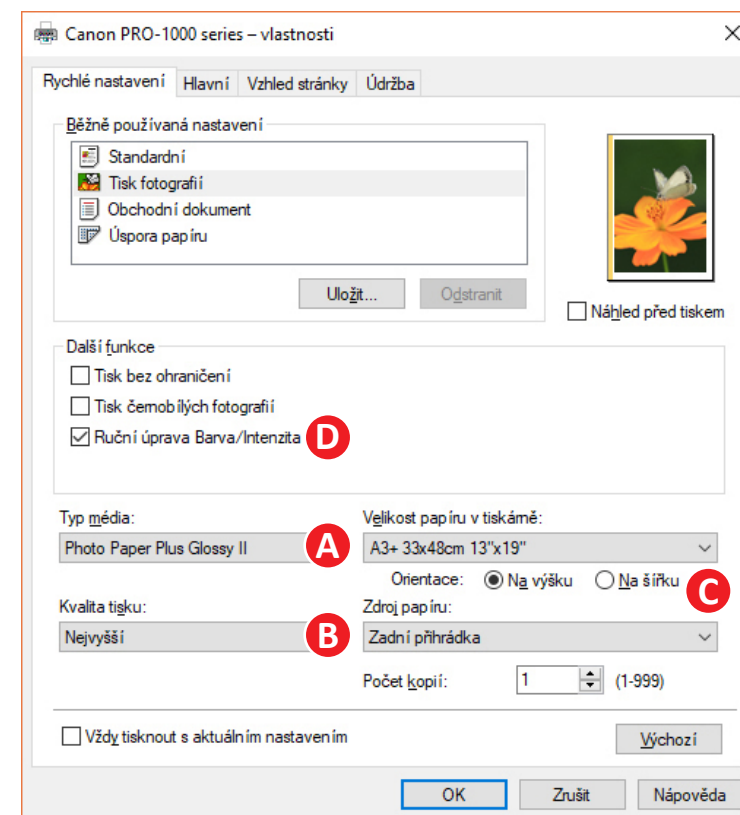 Canon PRO-1000 series – vlastnosti
Rychlé nastavení Hlavní Vzhled stránky Údržba
Běžně používaná nastavení
Standardní
Tisk fotografií
Obchodní dokument
Úspora papíru
Uložit... Odstranit
Náhled před tiskem
Další funkce
Tisk bez ohraničení
Tisk černobílých fotografií
Ruční úprava Barva/Intenzita D
Typ média: Velikost papíru v tiskárně:
Photo Paper Plus Glossy II A A3+ 33x48cm 13"x19"
Orientace: Na výšku Na šířku C
Kvalita tisku: Zdroj papíru:
Nejvyšší B Zadní přihrádka
Počet kopií: 1 (1-999)
Vždy tisknout s aktuálním nastavením Výchozí
OK Zrušit Nápověda